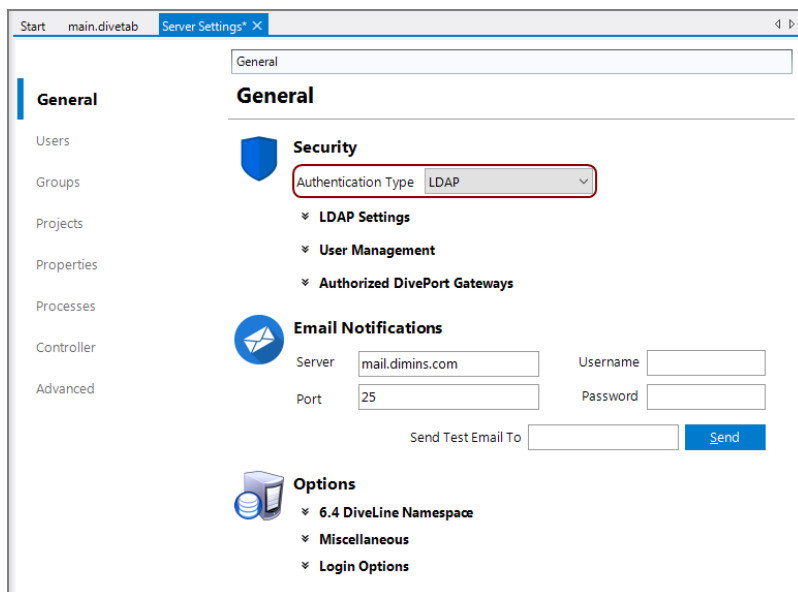 Start main.divetab Server Settings* ✕
General
General
General
Users
Groups
Projects
Properties
Processes
Controller
Advanced
Security
Authentication Type LDAP
LDAP Settings
User Management
Authorized DivePort Gateways
Email Notifications
Server mail.dimins.com Username
Port 25 Password
Send Test Email To Send
Options
6.4 DiveLine Namespace
Miscellaneous
Login Options